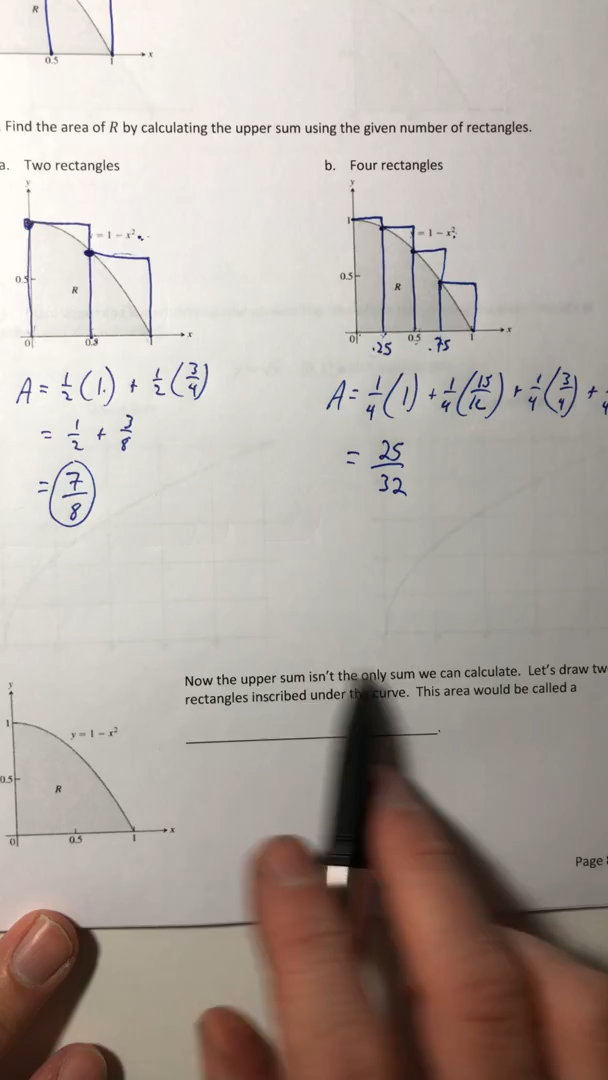 R
0.5 1 x
Find the area of R by calculating the upper sum using the given number of rectangles.
a. Two rectangles
y
y = 1 − x²
0.5
R
0 0.5 1 x
A = 1/2 (1) + 1/2 (3/4)
= 1/2 + 3/8
= 7/8
b. Four rectangles
y
1
= 1 − x²
0.5
R
0 .25 0.5 .75 1 x
A = 1/4 (1) + 1/4 (15/16) + 1/4 (3/4) +
= 25/32
y
1
y = 1 − x²
0.5
R
0 0.5 1 x
Now the upper sum isn't the only sum we can calculate. Let's draw tw
rectangles inscribed under the curve. This area would be called a
Page